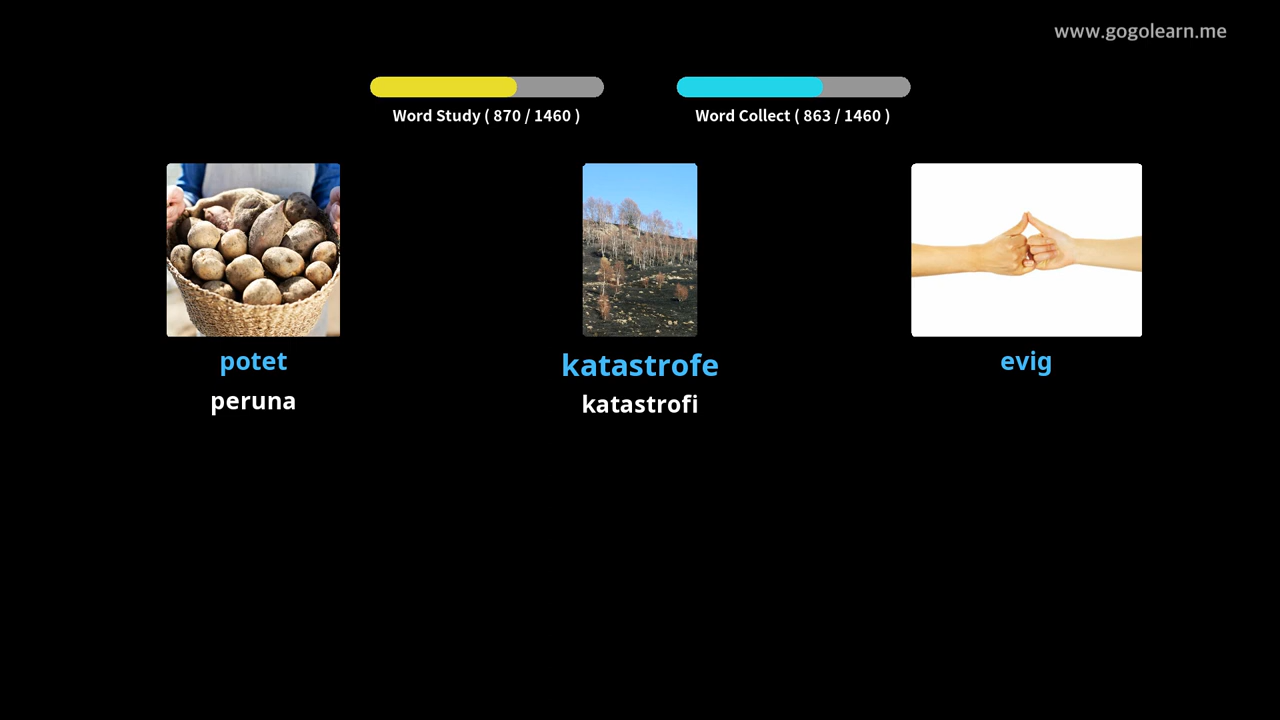 www.gogolearn.me
Word Study ( 870 / 1460 )
Word Collect ( 863 / 1460 )
potet
peruna
katastrofe
katastrofi
evig